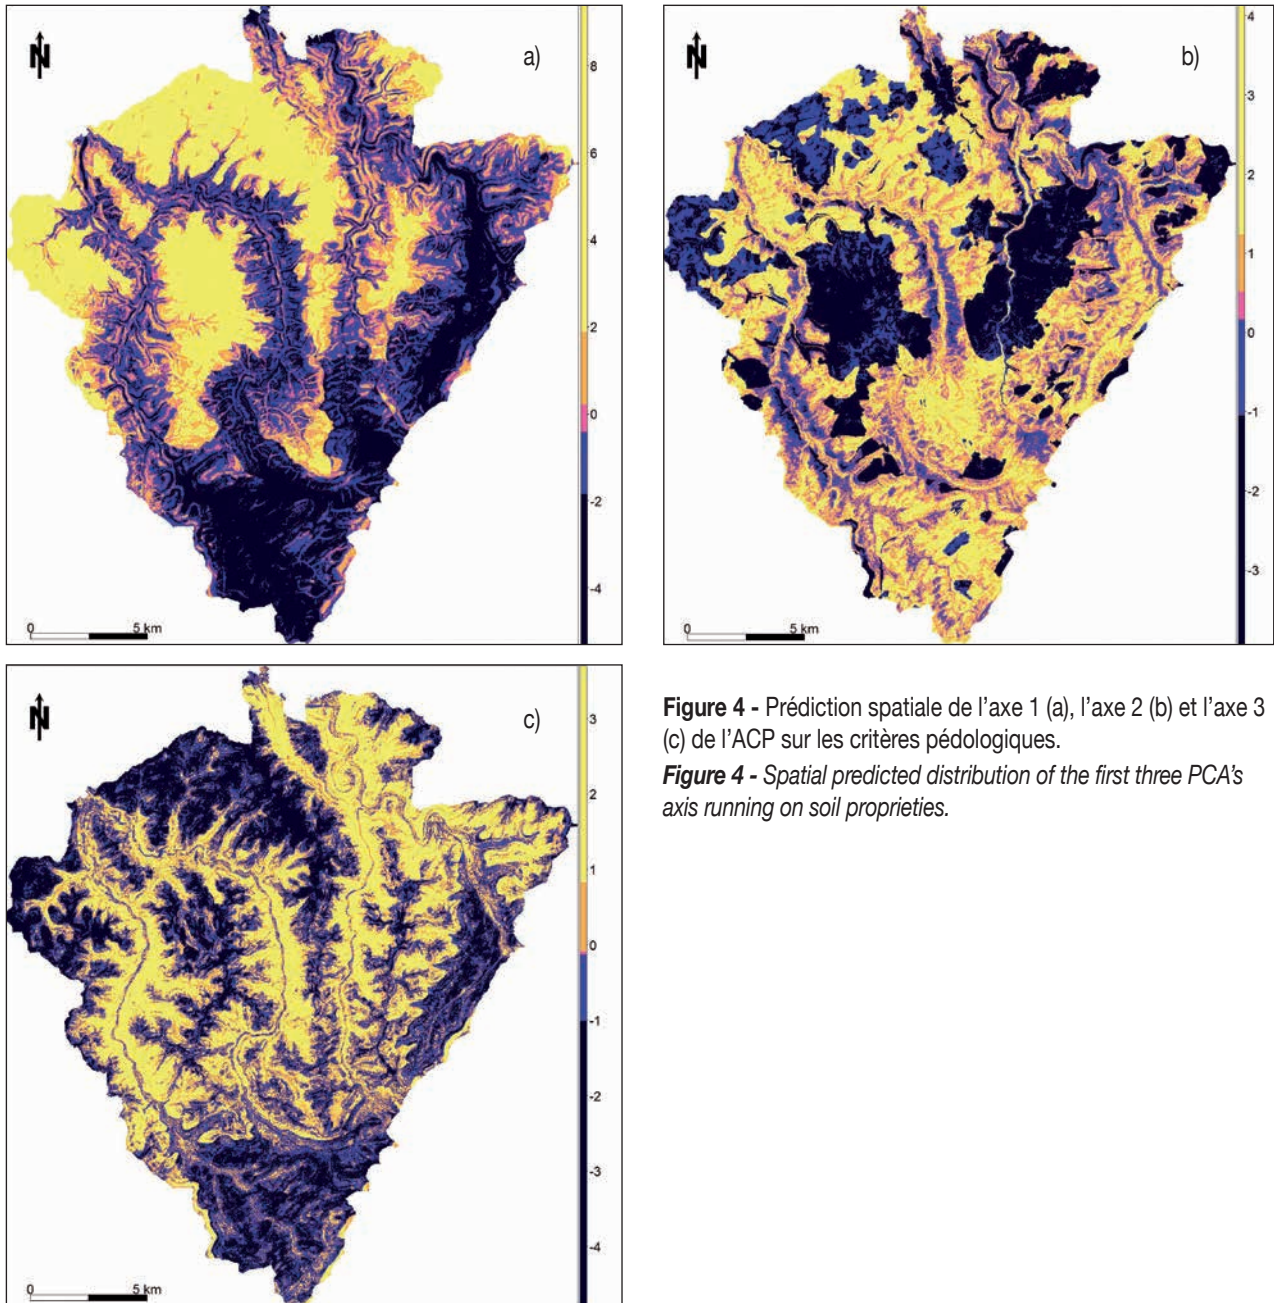 N
a)
8
6
4
2
0
-2
-4
0 5 km
N
b)
4
3
2
1
0
-1
-2
-3
0 5 km
N
c)
3
2
1
0
-1
-2
-3
-4
0 5 km
Figure 4 - Prédiction spatiale de l'axe 1 (a), l'axe 2 (b) et l'axe 3
(c) de l'ACP sur les critères pédologiques.
Figure 4 - Spatial predicted distribution of the first three PCA's
axis running on soil proprieties.